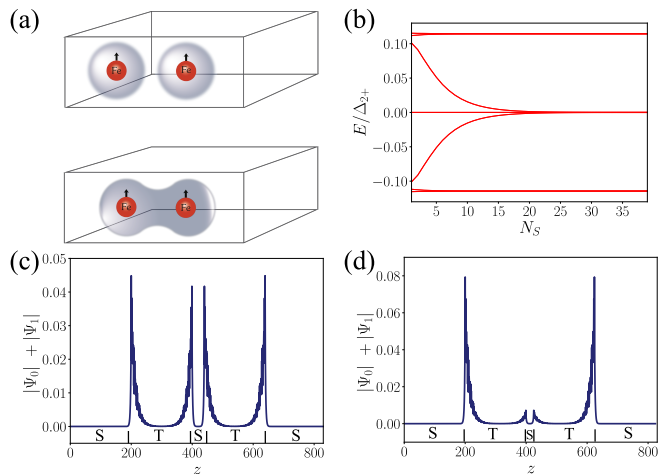 (a)
Fe Fe
Fe Fe
(b)
E/Δ₂₊
0.10
0.05
0.00
−0.05
−0.10
5 10 15 20 25 30 35
N_S
(c)
|Ψ₀| + |Ψ₁|
0.05
0.04
0.03
0.02
0.01
0.00
S T S T S
0 200 400 600 800
z
(d)
|Ψ₀| + |Ψ₁|
0.08
0.06
0.04
0.02
0.00
S T s T S
0 200 400 600 800
z